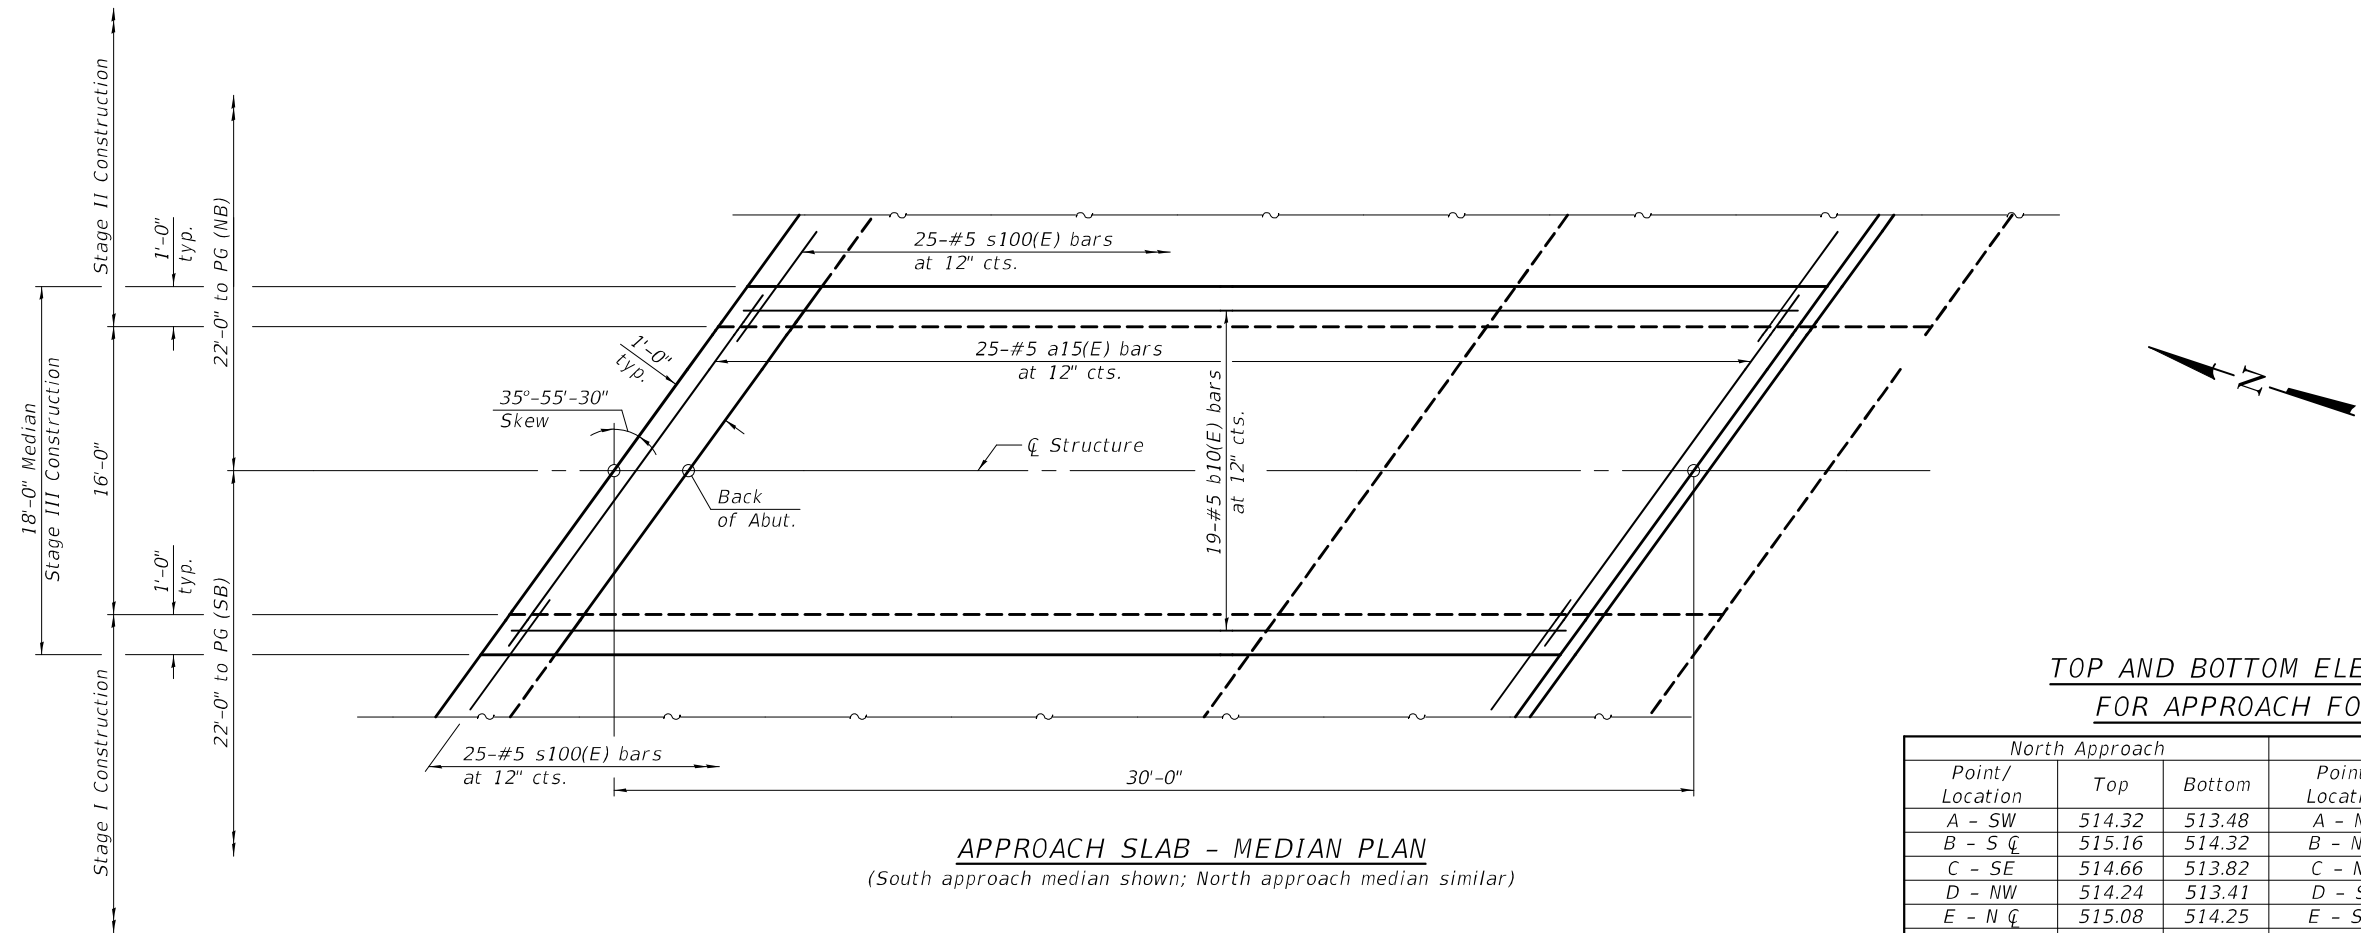 Stage II Construction
1'-0"
typ.
22'-0" to PG (NB)
18'-0" Median
Stage III Construction
16'-0"
1'-0"
typ.
22'-0" to PG (SB)
Stage I Construction
25-#5 s100(E) bars
at 12" cts.
1'-0"
typ.
35°-55'-30"
Skew
25-#5 a15(E) bars
at 12" cts.
19-#5 b10(E) bars
at 12" cts.
℄ Structure
Back
of Abut.
25-#5 s100(E) bars
at 12" cts.
30'-0"
N
APPROACH SLAB - MEDIAN PLAN
(South approach median shown; North approach median similar)
TOP AND BOTTOM ELE
FOR APPROACH FO
North Approach
Point/ Location Top Bottom Poin Locati
A - SW 514.32 513.48 A - N
B - S ℄ 515.16 514.32 B - N
C - SE 514.66 513.82 C - N
D - NW 514.24 513.41 D - S
E - N ℄ 515.08 514.25 E - S